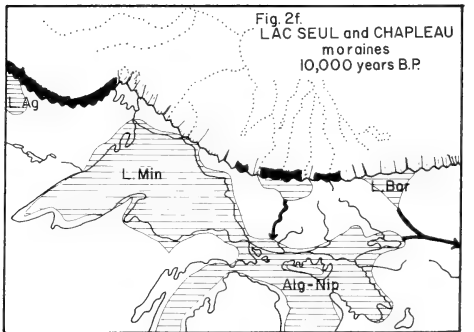 Fig. 2f.
LAC SEUL and CHAPLEAU
moraines
10,000 years B.P.
L.Ag
L. Min
L.Bar
Alg-Nip